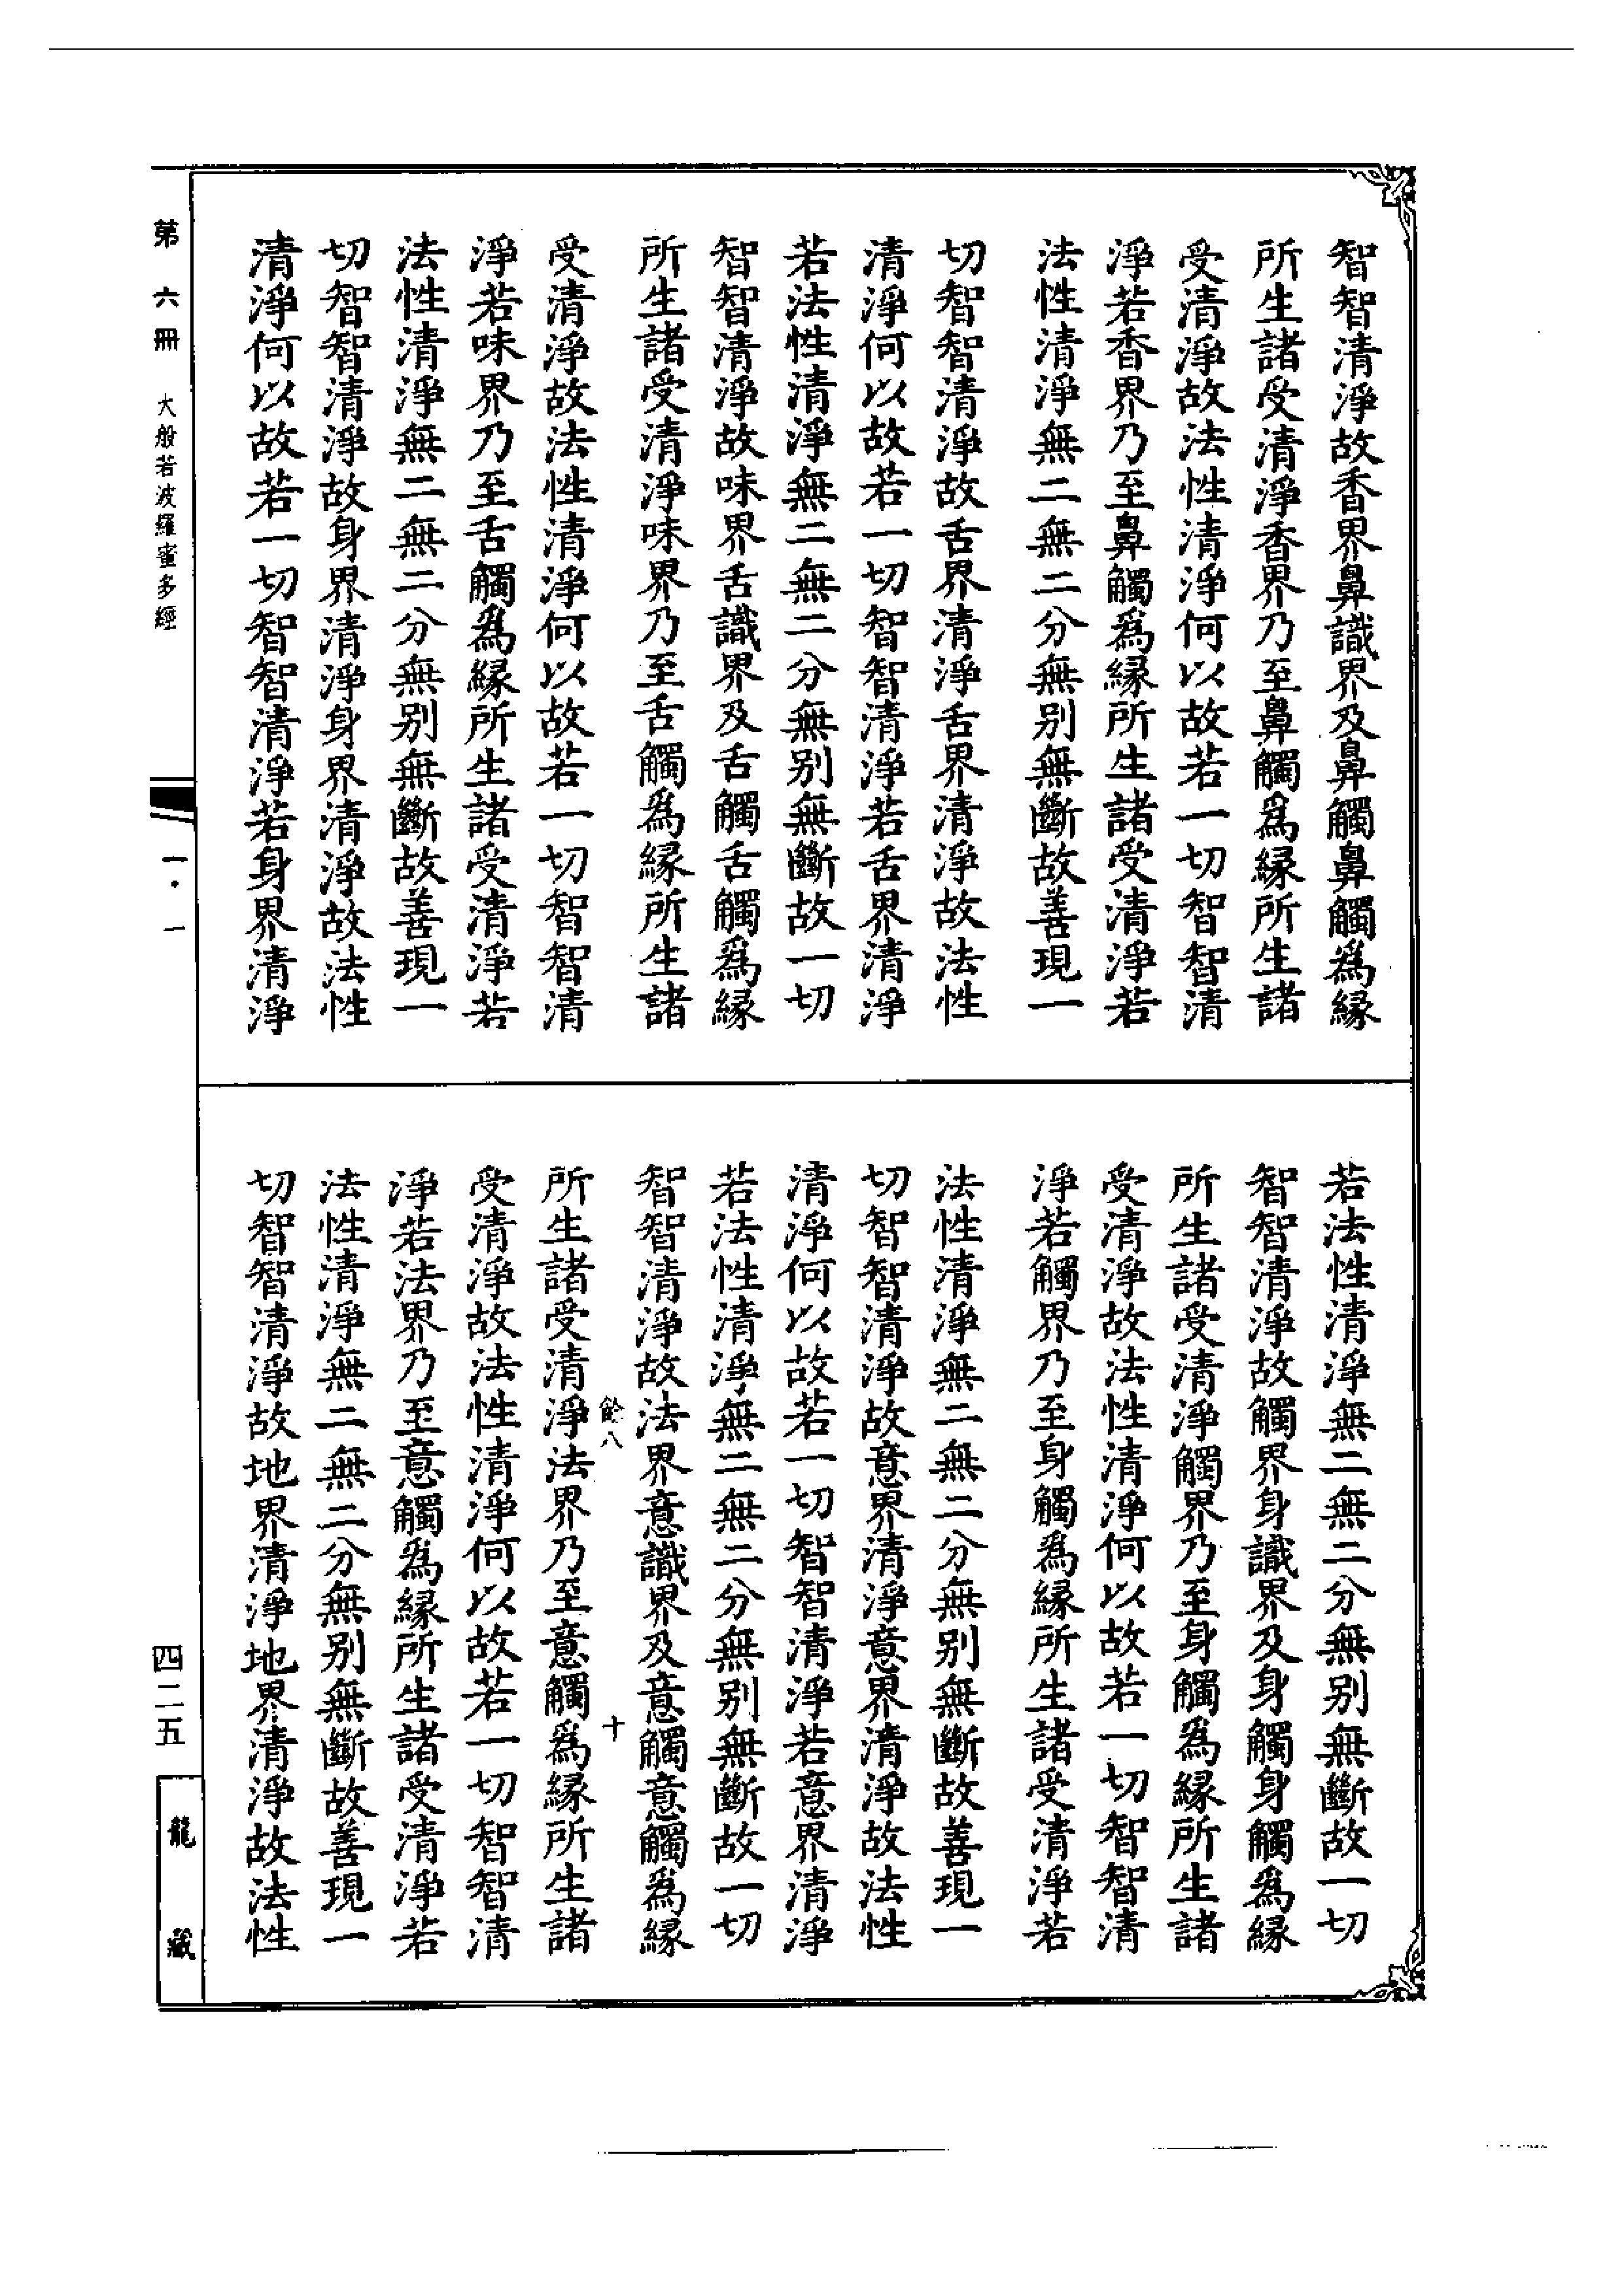 智智清淨故香界鼻識界及鼻觸鼻觸爲緣
所生諸受清淨香界乃至鼻觸爲緣所生諸
受清淨故法性清淨何以故若一切智智清
淨若香界乃至鼻觸爲緣所生諸受清淨若
法性清淨無二無二分無別無斷故善現一
切智智清淨故舌界清淨舌界清淨故法性
清淨何以故若一切智智清淨若舌界清淨
若法性清淨無二無二分無別無斷故一切
智智清淨故味界舌識界及舌觸舌觸爲緣
所生諸受清淨味界乃至舌觸爲緣所生諸
受清淨故法性清淨何以故若一切智智清
淨若味界乃至舌觸爲緣所生諸受清淨若
法性清淨無二無二分無別無斷故善現一
切智智清淨故身界清淨身界清淨故法性
清淨何以故若一切智智清淨若身界清淨
若法性清淨無二無二分無別無斷故一切
智智清淨故觸界身識界及身觸身觸爲緣
所生諸受清淨觸界乃至身觸爲緣所生諸
受清淨故法性清淨何以故若一切智智清
淨若觸界乃至身觸爲緣所生諸受清淨若
法性清淨無二無二分無別無斷故善現一
切智智清淨故意界清淨意界清淨故法性
清淨何以故若一切智智清淨若意界清淨
若法性清淨無二無二分無別無斷故一切
智智清淨故法界意識界及意觸意觸爲緣
餘八 十
所生諸受清淨法界乃至意觸爲緣所生諸
受清淨故法性清淨何以故若一切智智清
淨若法界乃至意觸爲緣所生諸受清淨若
法性清淨無二無二分無別無斷故善現一
切智智清淨故地界清淨地界清淨故法性
第六冊 大般若波羅蜜多經 一·一 四二五 龍藏